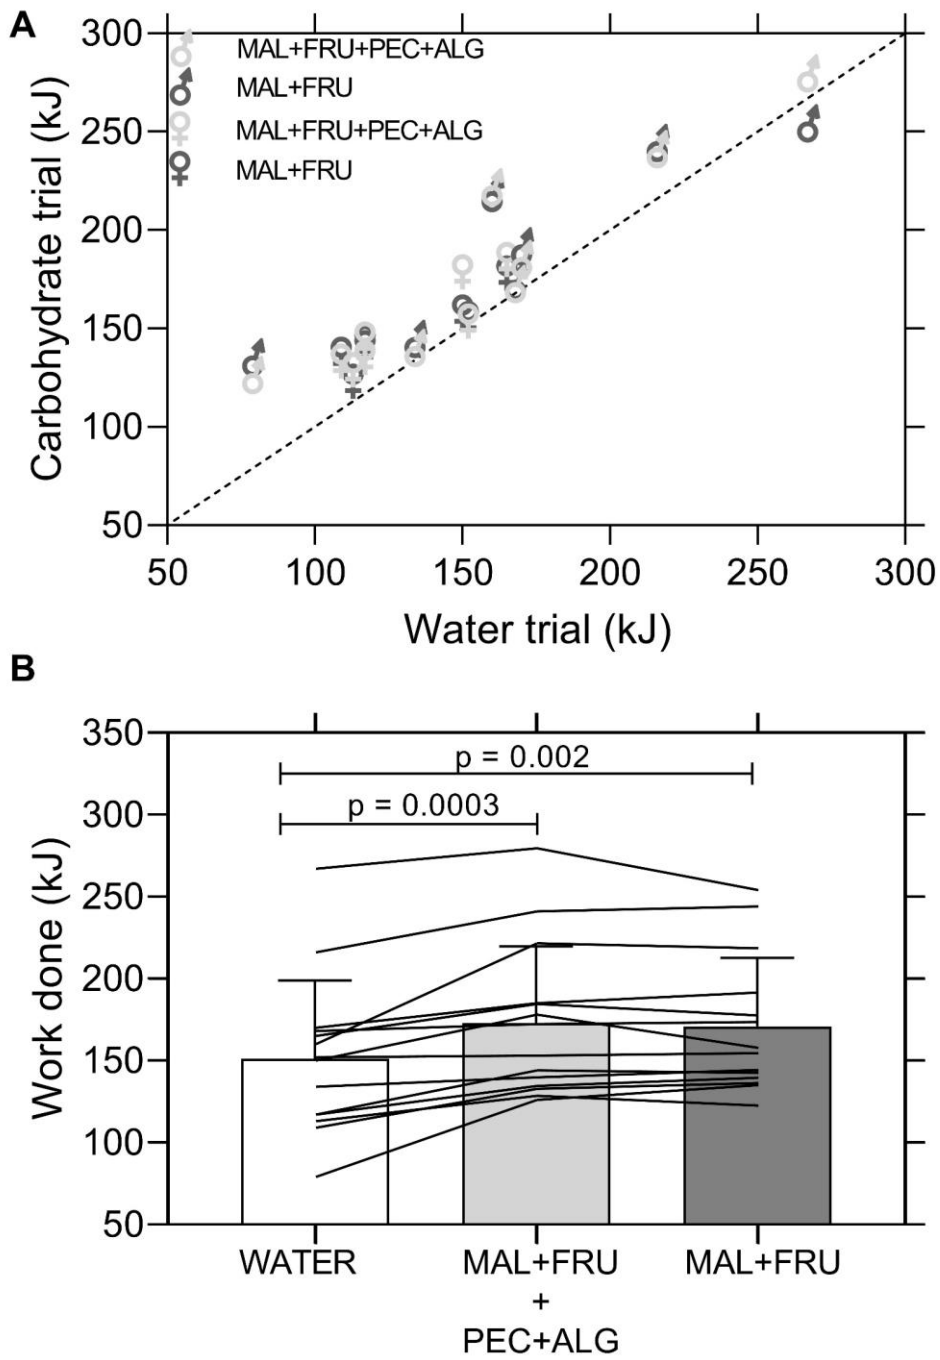 A
300
250
200
150
100
50
Carbohydrate trial (kJ)
MAL+FRU+PEC+ALG
MAL+FRU
MAL+FRU+PEC+ALG
MAL+FRU
50 100 150 200 250 300
Water trial (kJ)
B
350
300
250
200
150
100
50
Work done (kJ)
p = 0.002
p = 0.0003
WATER MAL+FRU MAL+FRU
+
PEC+ALG